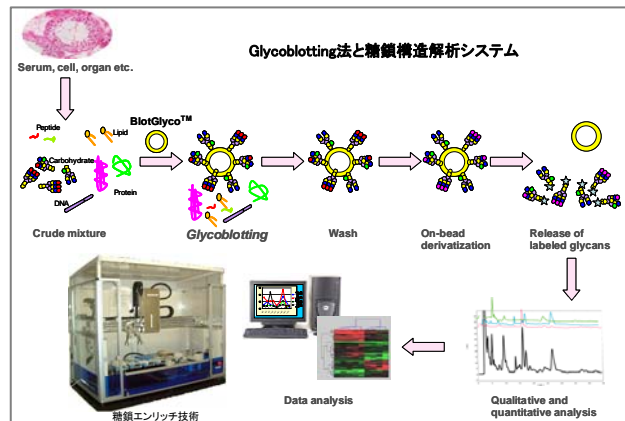 Glycoblotting法と糖鎖構造解析システム
Serum, cell, organ etc.
BlotGlyco™
Peptide
Lipid
Carbohydrate
Protein
DNA
Crude mixture
Glycoblotting
Wash
On-bead
derivatization
Release of
labeled glycans
糖鎖エンリッチ技術
Data analysis
Qualitative and
quantitative analysis